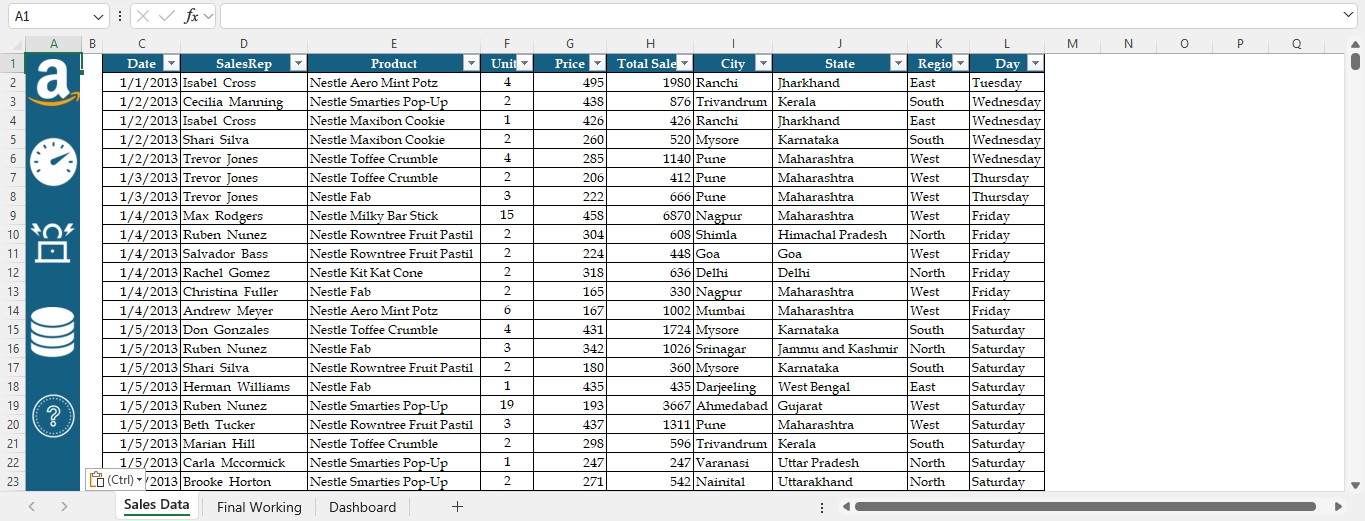 A1 fx
A B C D E F G H I J K L M N O P Q
1 Date SalesRep Product Unit Price Total Sale City State Regio Day
2 1/1/2013 Isabel Cross Nestle Aero Mint Potz 4 495 1980 Ranchi Jharkhand East Tuesday
3 1/2/2013 Cecilia Manning Nestle Smarties Pop-Up 2 438 876 Trivandrum Kerala South Wednesday
4 1/2/2013 Isabel Cross Nestle Maxibon Cookie 1 426 426 Ranchi Jharkhand East Wednesday
5 1/2/2013 Shari Silva Nestle Maxibon Cookie 2 260 520 Mysore Karnataka South Wednesday
6 1/2/2013 Trevor Jones Nestle Toffee Crumble 4 285 1140 Pune Maharashtra West Wednesday
7 1/3/2013 Trevor Jones Nestle Toffee Crumble 2 206 412 Pune Maharashtra West Thursday
8 1/3/2013 Trevor Jones Nestle Fab 3 222 666 Pune Maharashtra West Thursday
9 1/4/2013 Max Rodgers Nestle Milky Bar Stick 15 458 6870 Nagpur Maharashtra West Friday
10 1/4/2013 Ruben Nunez Nestle Rowntree Fruit Pastil 2 304 608 Shimla Himachal Pradesh North Friday
11 1/4/2013 Salvador Bass Nestle Rowntree Fruit Pastil 2 224 448 Goa Goa West Friday
12 1/4/2013 Rachel Gomez Nestle Kit Kat Cone 2 318 636 Delhi Delhi North Friday
13 1/4/2013 Christina Fuller Nestle Fab 2 165 330 Nagpur Maharashtra West Friday
14 1/4/2013 Andrew Meyer Nestle Aero Mint Potz 6 167 1002 Mumbai Maharashtra West Friday
15 1/5/2013 Don Gonzales Nestle Toffee Crumble 4 431 1724 Mysore Karnataka South Saturday
16 1/5/2013 Ruben Nunez Nestle Fab 3 342 1026 Srinagar Jammu and Kashmir North Saturday
17 1/5/2013 Shari Silva Nestle Rowntree Fruit Pastil 2 180 360 Mysore Karnataka South Saturday
18 1/5/2013 Herman Williams Nestle Fab 1 435 435 Darjeeling West Bengal East Saturday
19 1/5/2013 Ruben Nunez Nestle Smarties Pop-Up 19 193 3667 Ahmedabad Gujarat West Saturday
20 1/5/2013 Beth Tucker Nestle Rowntree Fruit Pastil 3 437 1311 Pune Maharashtra West Saturday
21 1/5/2013 Marian Hill Nestle Toffee Crumble 2 298 596 Trivandrum Kerala South Saturday
22 1/5/2013 Carla Mccormick Nestle Smarties Pop-Up 1 247 247 Varanasi Uttar Pradesh North Saturday
23 (Ctrl) /2013 Brooke Horton Nestle Smarties Pop-Up 2 271 542 Nainital Uttarakhand North Saturday
Sales Data Final Working Dashboard